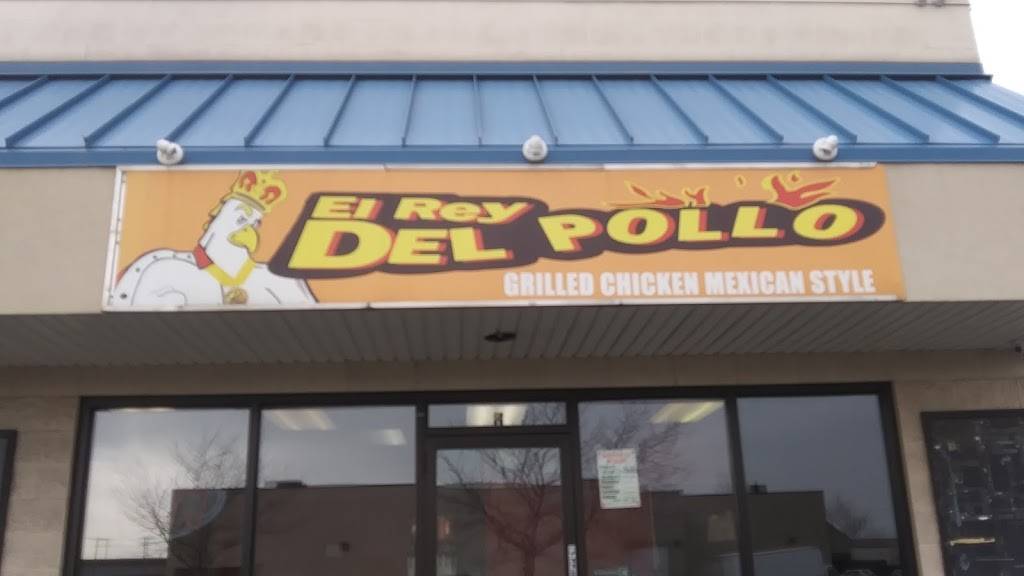 El Rey
DEL POLLO
GRILLED CHICKEN MEXICAN STYLE